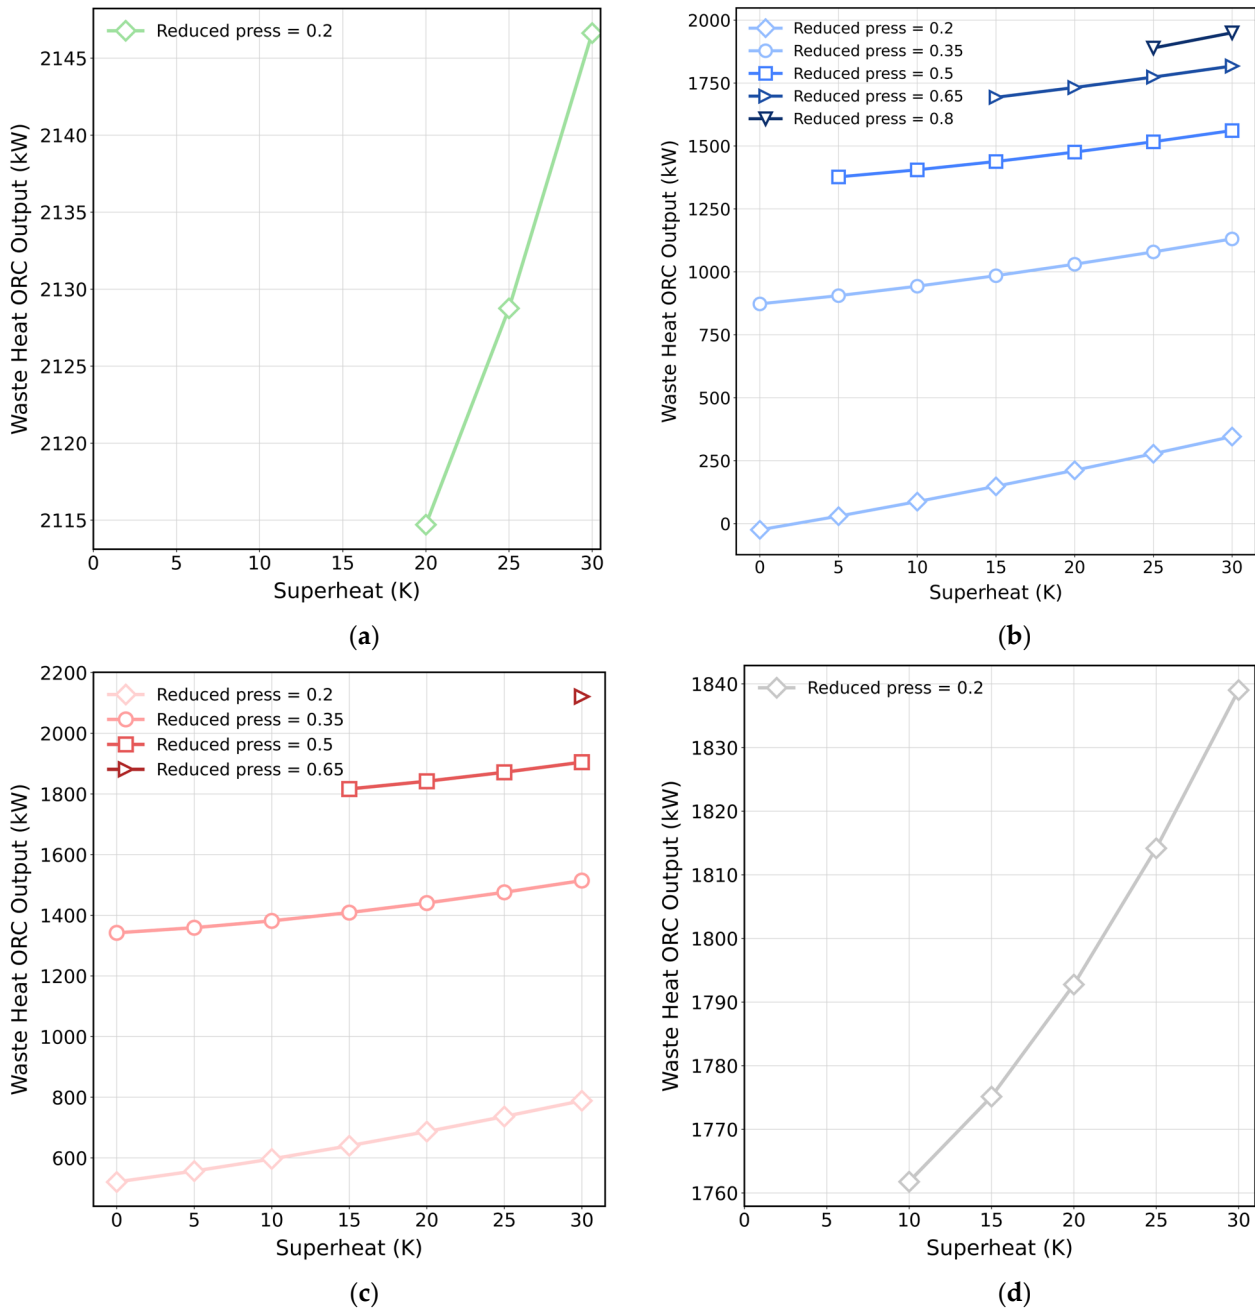 Reduced press = 0.2
2145
2140
2135
2130
2125
2120
2115
0 5 10 15 20 25 30
Waste Heat ORC Output (kW)
Superheat (K)
(a)
Reduced press = 0.2
Reduced press = 0.35
Reduced press = 0.5
Reduced press = 0.65
Reduced press = 0.8
2000
1750
1500
1250
1000
750
500
250
0
0 5 10 15 20 25 30
Waste Heat ORC Output (kW)
Superheat (K)
(b)
Reduced press = 0.2
Reduced press = 0.35
Reduced press = 0.5
Reduced press = 0.65
2200
2000
1800
1600
1400
1200
1000
800
600
0 5 10 15 20 25 30
Waste Heat ORC Output (kW)
Superheat (K)
(c)
Reduced press = 0.2
1840
1830
1820
1810
1800
1790
1780
1770
1760
0 5 10 15 20 25 30
Waste Heat ORC Output (kW)
Superheat (K)
(d)